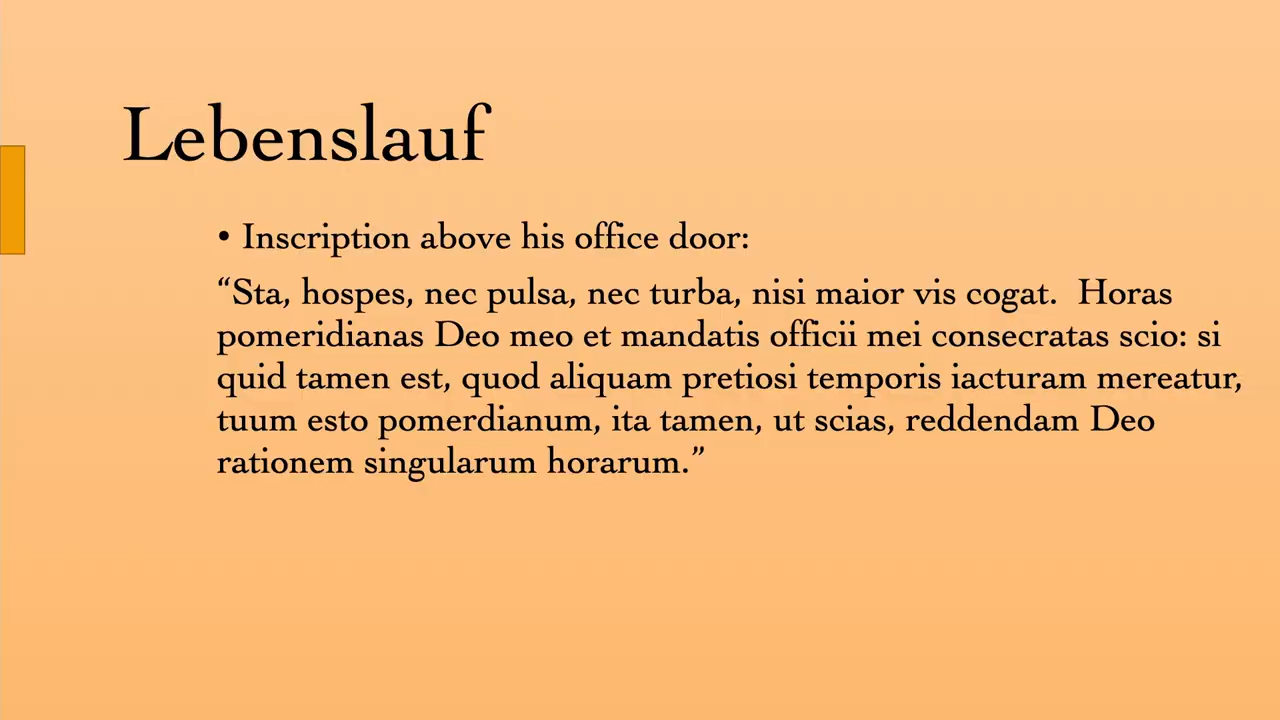 Lebenslauf
• Inscription above his office door:
“Sta, hospes, nec pulsa, nec turba, nisi maior vis cogat.  Horas
pomeridianas Deo meo et mandatis officii mei consecratas scio: si
quid tamen est, quod aliquam pretiosi temporis iacturam mereatur,
tuum esto pomerdianum, ita tamen, ut scias, reddendam Deo
rationem singularum horarum.”